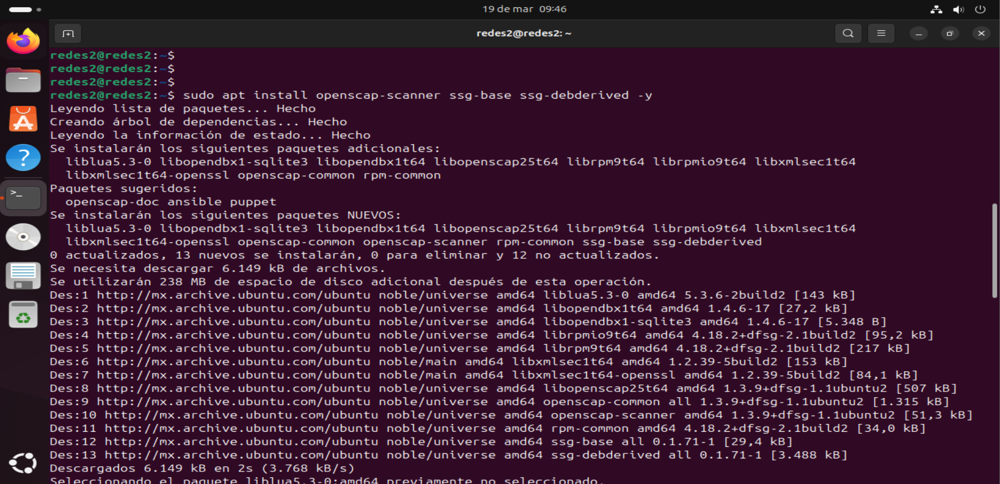 19 de mar 09:46
redes2@redes2: ~
redes2@redes2:~$
redes2@redes2:~$
redes2@redes2:~$
redes2@redes2:~$ sudo apt install openscap-scanner ssg-base ssg-debderived -y
Leyendo lista de paquetes... Hecho
Creando árbol de dependencias... Hecho
Leyendo la información de estado... Hecho
Se instalarán los siguientes paquetes adicionales:
  liblua5.3-0 libopendbx1-sqlite3 libopendbx1t64 libopenscap25t64 librpm9t64 librpmio9t64 libxmlsec1t64
  libxmlsec1t64-openssl openscap-common rpm-common
Paquetes sugeridos:
  openscap-doc ansible puppet
Se instalarán los siguientes paquetes NUEVOS:
  liblua5.3-0 libopendbx1-sqlite3 libopendbx1t64 libopenscap25t64 librpm9t64 librpmio9t64 libxmlsec1t64
  libxmlsec1t64-openssl openscap-common openscap-scanner rpm-common ssg-base ssg-debderived
0 actualizados, 13 nuevos se instalarán, 0 para eliminar y 12 no actualizados.
Se necesita descargar 6.149 kB de archivos.
Se utilizarán 238 MB de espacio de disco adicional después de esta operación.
Des:1 http://mx.archive.ubuntu.com/ubuntu noble/universe amd64 liblua5.3-0 amd64 5.3.6-2build2 [143 kB]
Des:2 http://mx.archive.ubuntu.com/ubuntu noble/universe amd64 libopendbx1t64 amd64 1.4.6-17 [27,2 kB]
Des:3 http://mx.archive.ubuntu.com/ubuntu noble/universe amd64 libopendbx1-sqlite3 amd64 1.4.6-17 [5.348 B]
Des:4 http://mx.archive.ubuntu.com/ubuntu noble/universe amd64 librpmio9t64 amd64 4.18.2+dfsg-2.1build2 [95,2 kB]
Des:5 http://mx.archive.ubuntu.com/ubuntu noble/universe amd64 librpm9t64 amd64 4.18.2+dfsg-2.1build2 [217 kB]
Des:6 http://mx.archive.ubuntu.com/ubuntu noble/main amd64 libxmlsec1t64 amd64 1.2.39-5build2 [153 kB]
Des:7 http://mx.archive.ubuntu.com/ubuntu noble/main amd64 libxmlsec1t64-openssl amd64 1.2.39-5build2 [84,1 kB]
Des:8 http://mx.archive.ubuntu.com/ubuntu noble/universe amd64 libopenscap25t64 amd64 1.3.9+dfsg-1.1ubuntu2 [507 kB]
Des:9 http://mx.archive.ubuntu.com/ubuntu noble/universe amd64 openscap-common all 1.3.9+dfsg-1.1ubuntu2 [1.315 kB]
Des:10 http://mx.archive.ubuntu.com/ubuntu noble/universe amd64 openscap-scanner amd64 1.3.9+dfsg-1.1ubuntu2 [51,3 kB]
Des:11 http://mx.archive.ubuntu.com/ubuntu noble/universe amd64 rpm-common amd64 4.18.2+dfsg-2.1build2 [34,0 kB]
Des:12 http://mx.archive.ubuntu.com/ubuntu noble/universe amd64 ssg-base all 0.1.71-1 [29,4 kB]
Des:13 http://mx.archive.ubuntu.com/ubuntu noble/universe amd64 ssg-debderived all 0.1.71-1 [3.488 kB]
Descargados 6.149 kB en 2s (3.768 kB/s)
Seleccionando el paquete liblua5.3-0:amd64 previamente no seleccionado.